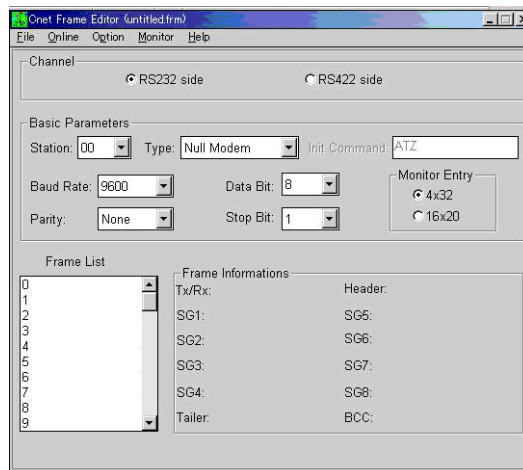 Cnet Frame Editor (untitled.frm)
File Online Option Monitor Help
Channel
RS232 side RS422 side
Basic Parameters
Station: 00 Type: Null Modem Init Command: ATZ
Baud Rate: 9600 Data Bit: 8 Monitor Entry
4x32
Parity: None Stop Bit: 1 16x20
Frame List
Frame Informations
0 Tx/Rx: Header:
1
2 SG1: SG5:
3
4 SG2: SG6:
5
6 SG3: SG7:
7 SG4: SG8:
8
9 Tailer: BCC: